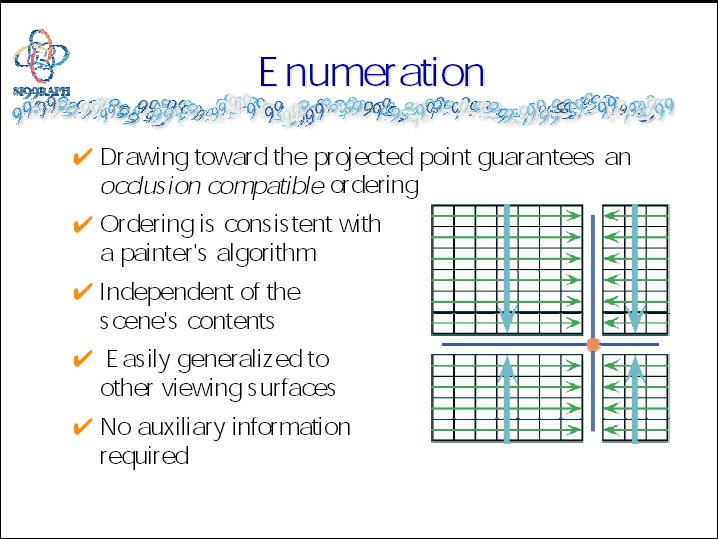 SI99RAPH
Enumeration
✔ Drawing toward the projected point guarantees an
occlusion compatible ordering
✔ Ordering is consistent with
a painter's algorithm
✔ Independent of the
scene's contents
✔ Easily generalized to
other viewing surfaces
✔ No auxiliary information
required